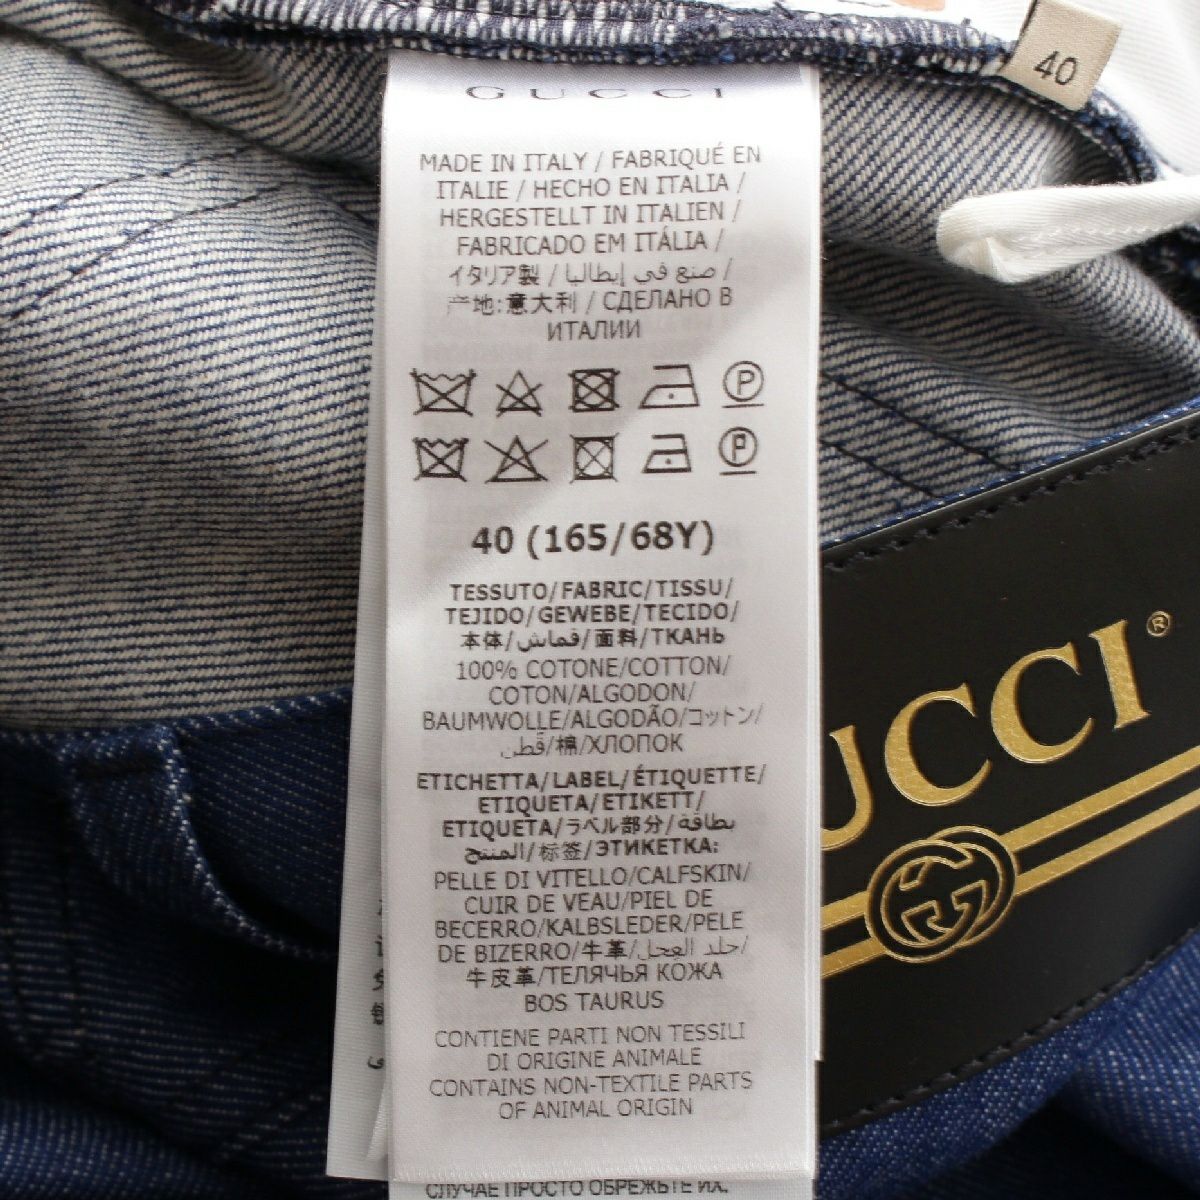 40
GUCCI
MADE IN ITALY / FABRIQUÉ EN
ITALIE / HECHO EN ITALIA /
HERGESTELLT IN ITALIEN /
FABRICADO EM ITÁLIA /
イタリア製 / صنع في إيطاليا /
产地:意大利 / СДЕЛАНО В
ИТАЛИИ
P
P
40 (165/68Y)
TESSUTO/FABRIC/TISSU/
TEJIDO/GEWEBE/TECIDO/
本体/قماش/面料/ТКАНЬ
100% COTONE/COTTON/
COTON/ALGODON/
BAUMWOLLE/ALGODÃO/コットン/
قطن/棉/ХЛОПОК
ETICHETTA/LABEL/ÉTIQUETTE/
ETIQUETA/ETIKETT/
ETIQUETA/ラベル部分/بطاقة
المنتج/标签/ЭТИКЕТКА:
PELLE DI VITELLO/CALFSKIN/
CUIR DE VEAU/PIEL DE
BECERRO/KALBSLEDER/PELE
DE BIZERRO/牛革/جلد العجل/
牛皮革/ТЕЛЯЧЬЯ КОЖА
BOS TAURUS
CONTIENE PARTI NON TESSILI
DI ORIGINE ANIMALE
CONTAINS NON-TEXTILE PARTS
OF ANIMAL ORIGIN
СЛУЧАЕ ПРОСТО ОБРЕЖЬТЕ ИХ.
UCCI®